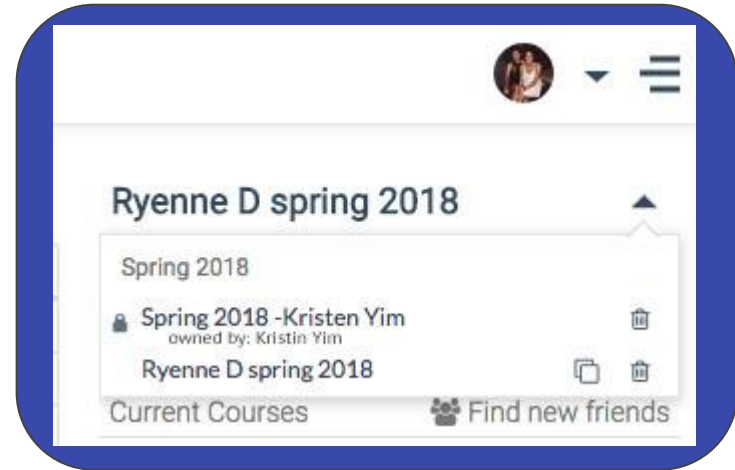 Ryenne D spring 2018
Spring 2018
Spring 2018 -Kristen Yim
owned by: Kristin Yim
Ryenne D spring 2018
Current Courses Find new friends